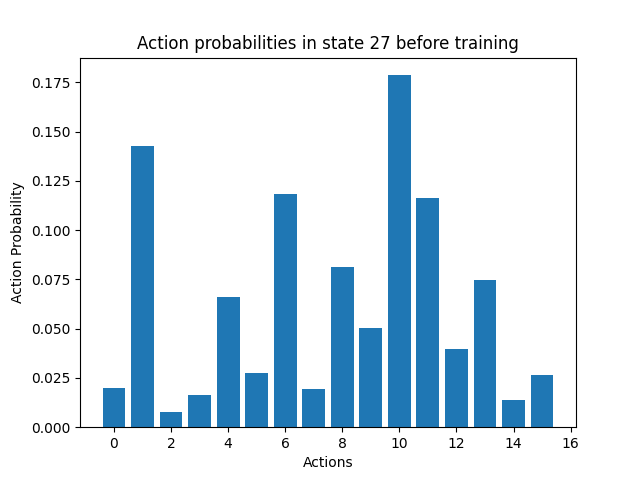 Action probabilities in state 27 before training
0.175
0.150
0.125
0.100
0.075
0.050
0.025
0.000
Action Probability
0 2 4 6 8 10 12 14 16
Actions